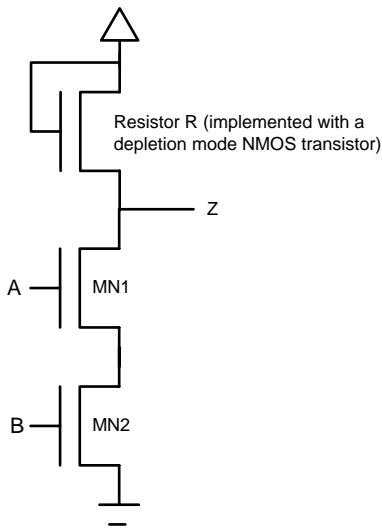 Resistor R (implemented with a
depletion mode NMOS transistor)
Z
A
MN1
B
MN2